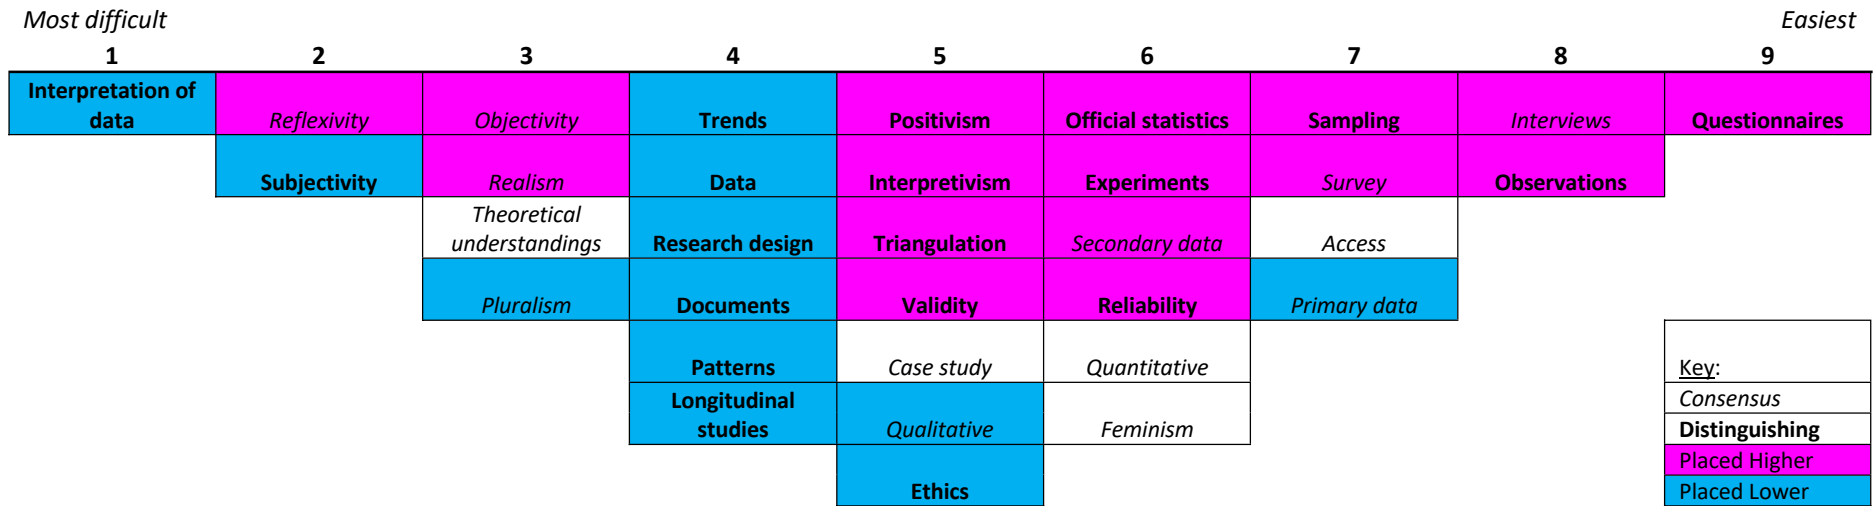 Most difficult Easiest
1 2 3 4 5 6 7 8 9
Interpretation of
data Reflexivity Objectivity Trends Positivism Official statistics Sampling Interviews Questionnaires
Subjectivity Realism Data Interpretivism Experiments Survey Observations
Theoretical
understandings Research design Triangulation Secondary data Access
Pluralism Documents Validity Reliability Primary data
Patterns Case study Quantitative Key:
Longitudinal Consensus
studies Qualitative Feminism Distinguishing
Placed Higher
Ethics Placed Lower